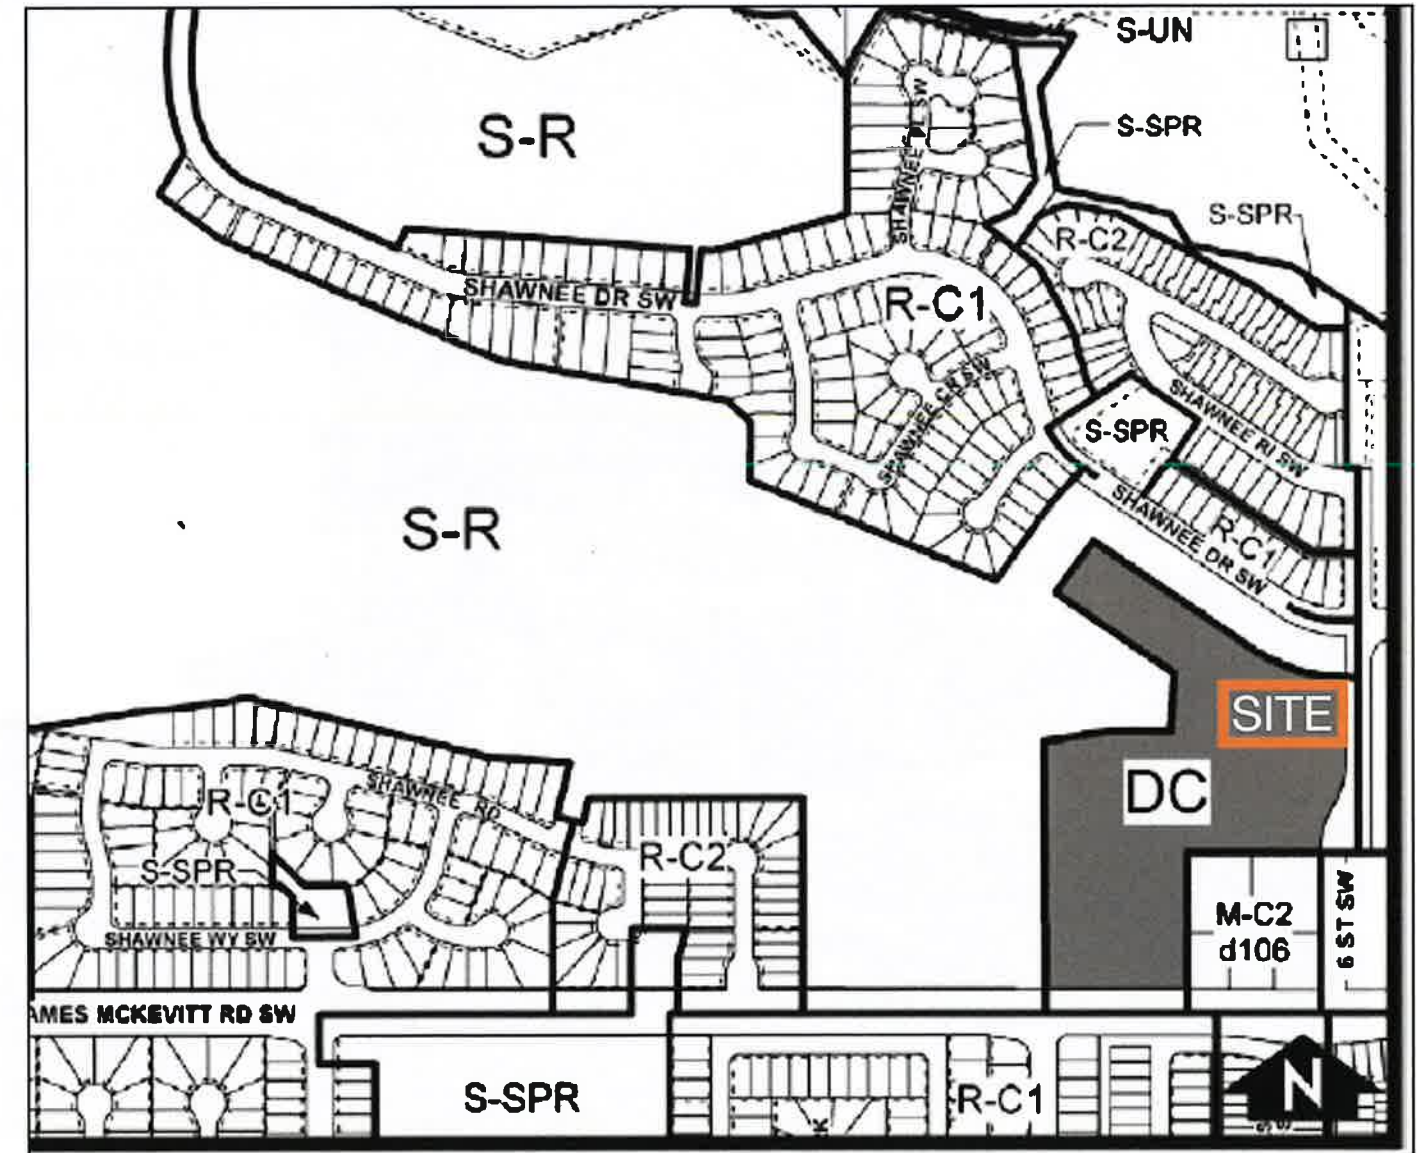 S-UN
S-R
S-SPR
SHAWNEE PL SW
S-SPR
R-C2
SHAWNEE DR SW
R-C1
SHAWNEE CR SW
SHAWNEE RI SW
S-SPR
S-R
SHAWNEE DR SW
R-C1
SITE
DC
SHAWNEE RD
R-C1
R-C2
S-SPR
M-C2
d106
6 ST SW
SHAWNEE WY SW
AMES MCKEVITT RD SW
S-SPR
R-C1
N